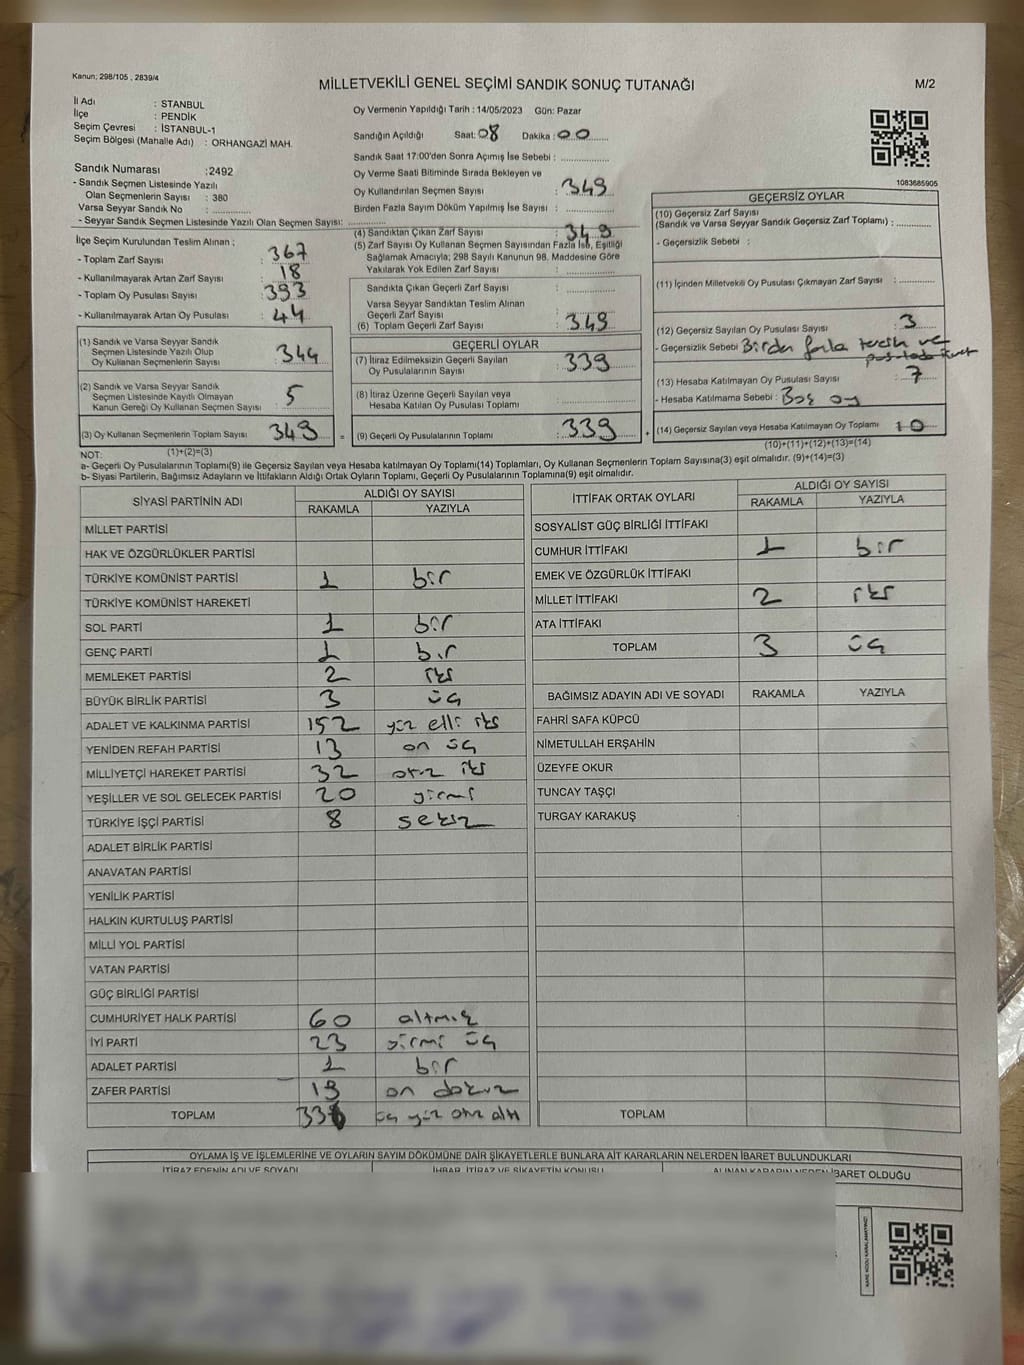 Kanun; 298/105 , 2839/4
MİLLETVEKİLİ GENEL SEÇİMİ SANDIK SONUÇ TUTANAĞI
M/2
İl Adı : STANBUL
İlçe : PENDİK
Seçim Çevresi : İSTANBUL-1
Seçim Bölgesi (Mahalle Adı) : ORHANGAZİ MAH.
Sandık Numarası :2492
- Sandık Seçmen Listesinde Yazılı
Olan Seçmenlerin Sayısı : 380
Varsa Seyyar Sandık No :
- Seyyar Sandık Seçmen Listesinde Yazılı Olan Seçmen Sayısı:
İlçe Seçim Kurulundan Teslim Alınan ;
- Toplam Zarf Sayısı : 367
- Kullanılmayarak Artan Zarf Sayısı : 18
- Toplam Oy Pusulası Sayısı : 393
- Kullanılmayarak Artan Oy Pusulası : 44
(1) Sandık ve Varsa Seyyar Sandık
Seçmen Listesinde Yazılı Olup
Oy Kullanan Seçmenlerin Sayısı : 344
(2) Sandık ve Varsa Seyyar Sandık
Seçmen Listesinde Kayıtlı Olmayan
Kanun Gereği Oy Kullanan Seçmen Sayısı : 5
(3) Oy Kullanan Seçmenlerin Toplam Sayısı : 349
(1)+(2)=(3)
Oy Vermenin Yapıldığı Tarih : 14/05/2023 Gün: Pazar
Sandığın Açıldığı Saat: 08 Dakika : 00
Sandık Saat 17:00'den Sonra Açımış İse Sebebi :
Oy Verme Saati Bitiminde Sırada Bekleyen ve
Oy Kullandırılan Seçmen Sayısı : 349
Birden Fazla Sayım Döküm Yapılmış İse Sayısı :
(4) Sandıktan Çıkan Zarf Sayısı : 349
(5) Zarf Sayısı Oy Kullanan Seçmen Sayısından Fazla İse, Eşitliği
Sağlamak Amacıyla; 298 Sayılı Kanunun 98. Maddesine Göre
Yakılarak Yok Edilen Zarf Sayısı :
Sandıkta Çıkan Geçerli Zarf Sayısı :
Varsa Seyyar Sandıktan Teslim Alınan
Geçerli Zarf Sayısı :
(6) Toplam Geçerli Zarf Sayısı : 349
GEÇERLİ OYLAR
(7) İtiraz Edilmeksizin Geçerli Sayılan
Oy Pusulalarının Sayısı : 339
(8) İtiraz Üzerine Geçerli Sayılan veya
Hesaba Katılan Oy Pusulası Toplamı :
= (9) Geçerli Oy Pusulalarının Toplamı : 339 +
1083685905
GEÇERSİZ OYLAR
(10) Geçersiz Zarf Sayısı
(Sandık ve Varsa Seyyar Sandık Geçersiz Zarf Toplamı) :
- Geçersizlik Sebebi :
(11) İçinden Milletvekili Oy Pusulası Çıkmayan Zarf Sayısı :
(12) Geçersiz Sayılan Oy Pusulası Sayısı : 3
- Geçersizlik Sebebi Birden fazla tercih ve
(13) Hesaba Katılmayan Oy Pusulası Sayısı : 7
- Hesaba Katılmama Sebebi : Boş oy
(14) Geçersiz Sayılan veya Hesaba Katılmayan Oy Toplamı : 10
(10)+(11)+(12)+(13)=(14)
NOT:
a- Geçerli Oy Pusulalarının Toplamı(9) ile Geçersiz Sayılan veya Hesaba katılmayan Oy Toplamı(14) Toplamları, Oy Kullanan Seçmenlerin Toplam Sayısına(3) eşit olmalıdır. (9)+(14)=(3)
b- Siyasi Partilerin, Bağımsız Adayların ve İttifakların Aldığı Ortak Oyların Toplamı, Geçerli Oy Pusulalarının Toplamına(9) eşit olmalıdır.
SİYASİ PARTİNİN ADI ALDIĞI OY SAYISI
RAKAMLA YAZIYLA
MİLLET PARTİSİ
HAK VE ÖZGÜRLÜKLER PARTİSİ
TÜRKİYE KOMÜNİST PARTİSİ 1 bir
TÜRKİYE KOMÜNİST HAREKETİ
SOL PARTİ 1 bir
GENÇ PARTİ 1 bir
MEMLEKET PARTİSİ 2 iki
BÜYÜK BİRLİK PARTİSİ 3 üç
ADALET VE KALKINMA PARTİSİ 152 yüz elli iki
YENİDEN REFAH PARTİSİ 13 on üç
MİLLİYETÇİ HAREKET PARTİSİ 32 otuz iki
YEŞİLLER VE SOL GELECEK PARTİSİ 20 yirmi
TÜRKİYE İŞÇİ PARTİSİ 8 sekiz
ADALET BİRLİK PARTİSİ
ANAVATAN PARTİSİ
YENİLİK PARTİSİ
HALKIN KURTULUŞ PARTİSİ
MİLLİ YOL PARTİSİ
VATAN PARTİSİ
GÜÇ BİRLİĞİ PARTİSİ
CUMHURİYET HALK PARTİSİ 60 altmış
İYİ PARTİ 23 yirmi üç
ADALET PARTİSİ 1 bir
ZAFER PARTİSİ 19 on dokuz
TOPLAM 336 üç yüz otuz altı
İTTİFAK ORTAK OYLARI ALDIĞI OY SAYISI
RAKAMLA YAZIYLA
SOSYALİST GÜÇ BİRLİĞİ İTTİFAKI
CUMHUR İTTİFAKI 1 bir
EMEK VE ÖZGÜRLÜK İTTİFAKI
MİLLET İTTİFAKI 2 iki
ATA İTTİFAKI
TOPLAM 3 üç
BAĞIMSIZ ADAYIN ADI VE SOYADI RAKAMLA YAZIYLA
FAHRİ SAFA KÜPCÜ
NİMETULLAH ERŞAHİN
ÜZEYFE OKUR
TUNCAY TAŞÇI
TURGAY KARAKUŞ
TOPLAM
OYLAMA İŞ VE İŞLEMLERİNE VE OYLARIN SAYIM DÖKÜMÜNE DAİR ŞİKAYETLERLE BUNLARA AİT KARARLARIN NELERDEN İBARET BULUNDUKLARI
İTİRAZ EDENİN ADI VE SOYADI İHBAR, İTİRAZ VE ŞİKAYETİN KONUSU ALINAN KARARIN NEDEN İBARET OLDUĞU
KARE KODU KARALAMAYINIZ!